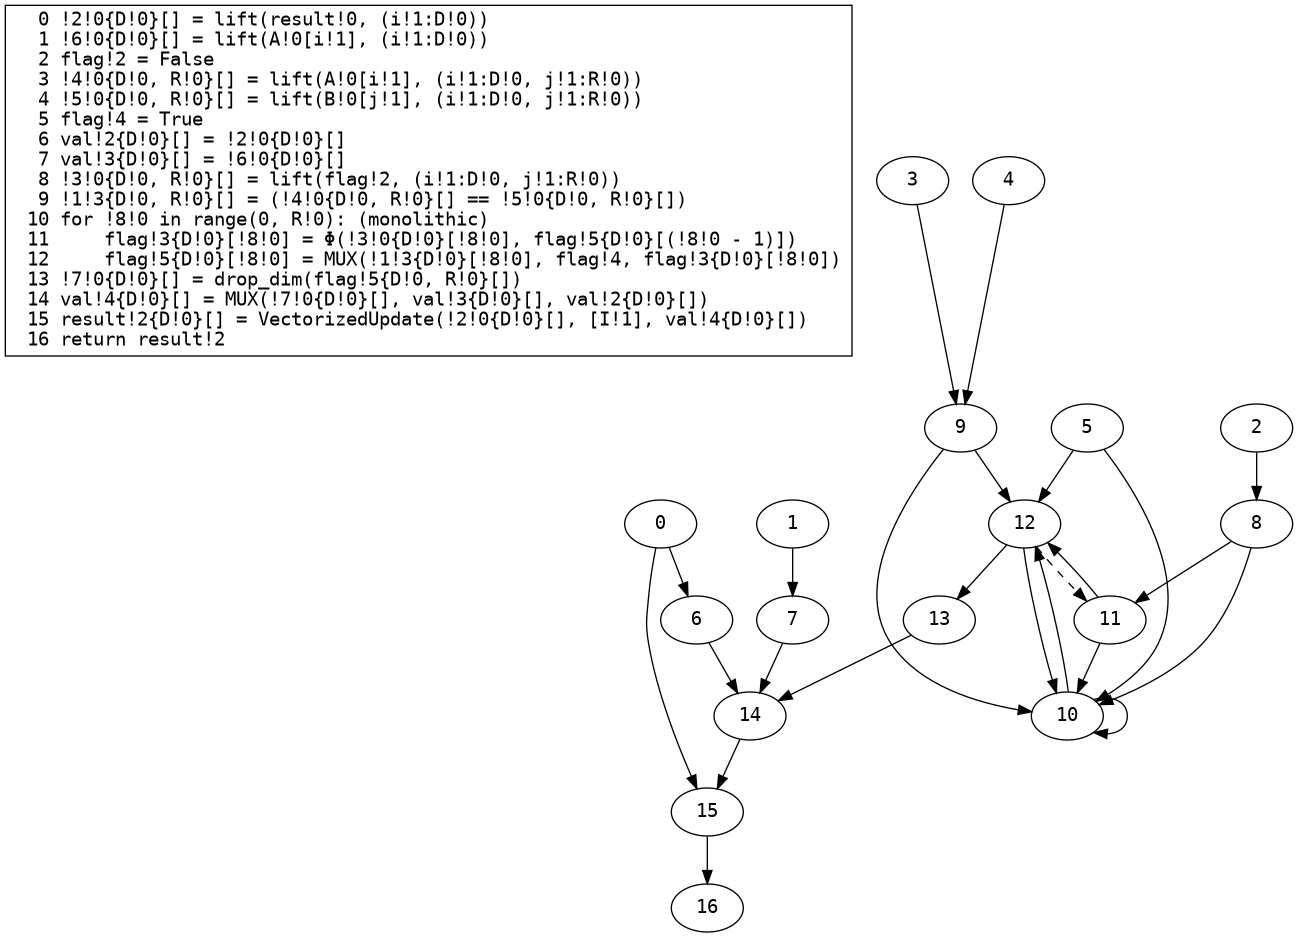 0 !2!0{D!0}[] = lift(result!0, (i!1:D!0))
1 !6!0{D!0}[] = lift(A!0[i!1], (i!1:D!0))
2 flag!2 = False
3 !4!0{D!0, R!0}[] = lift(A!0[i!1], (i!1:D!0, j!1:R!0))
4 !5!0{D!0, R!0}[] = lift(B!0[j!1], (i!1:D!0, j!1:R!0))
5 flag!4 = True
6 val!2{D!0}[] = !2!0{D!0}[]
7 val!3{D!0}[] = !6!0{D!0}[]
8 !3!0{D!0, R!0}[] = lift(flag!2, (i!1:D!0, j!1:R!0))
9 !1!3{D!0, R!0}[] = (!4!0{D!0, R!0}[] == !5!0{D!0, R!0}[])
10 for !8!0 in range(0, R!0): (monolithic)
11     flag!3{D!0}[!8!0] = Φ(!3!0{D!0}[!8!0], flag!5{D!0}[(!8!0 - 1)])
12     flag!5{D!0}[!8!0] = MUX(!1!3{D!0}[!8!0], flag!4, flag!3{D!0}[!8!0])
13 !7!0{D!0}[] = drop_dim(flag!5{D!0, R!0}[])
14 val!4{D!0}[] = MUX(!7!0{D!0}[], val!3{D!0}[], val!2{D!0}[])
15 result!2{D!0}[] = VectorizedUpdate(!2!0{D!0}[], [I!1], val!4{D!0}[])
16 return result!2
3 4
9 5 2
0 1 12 8
6 7 13 11
14 10
15
16